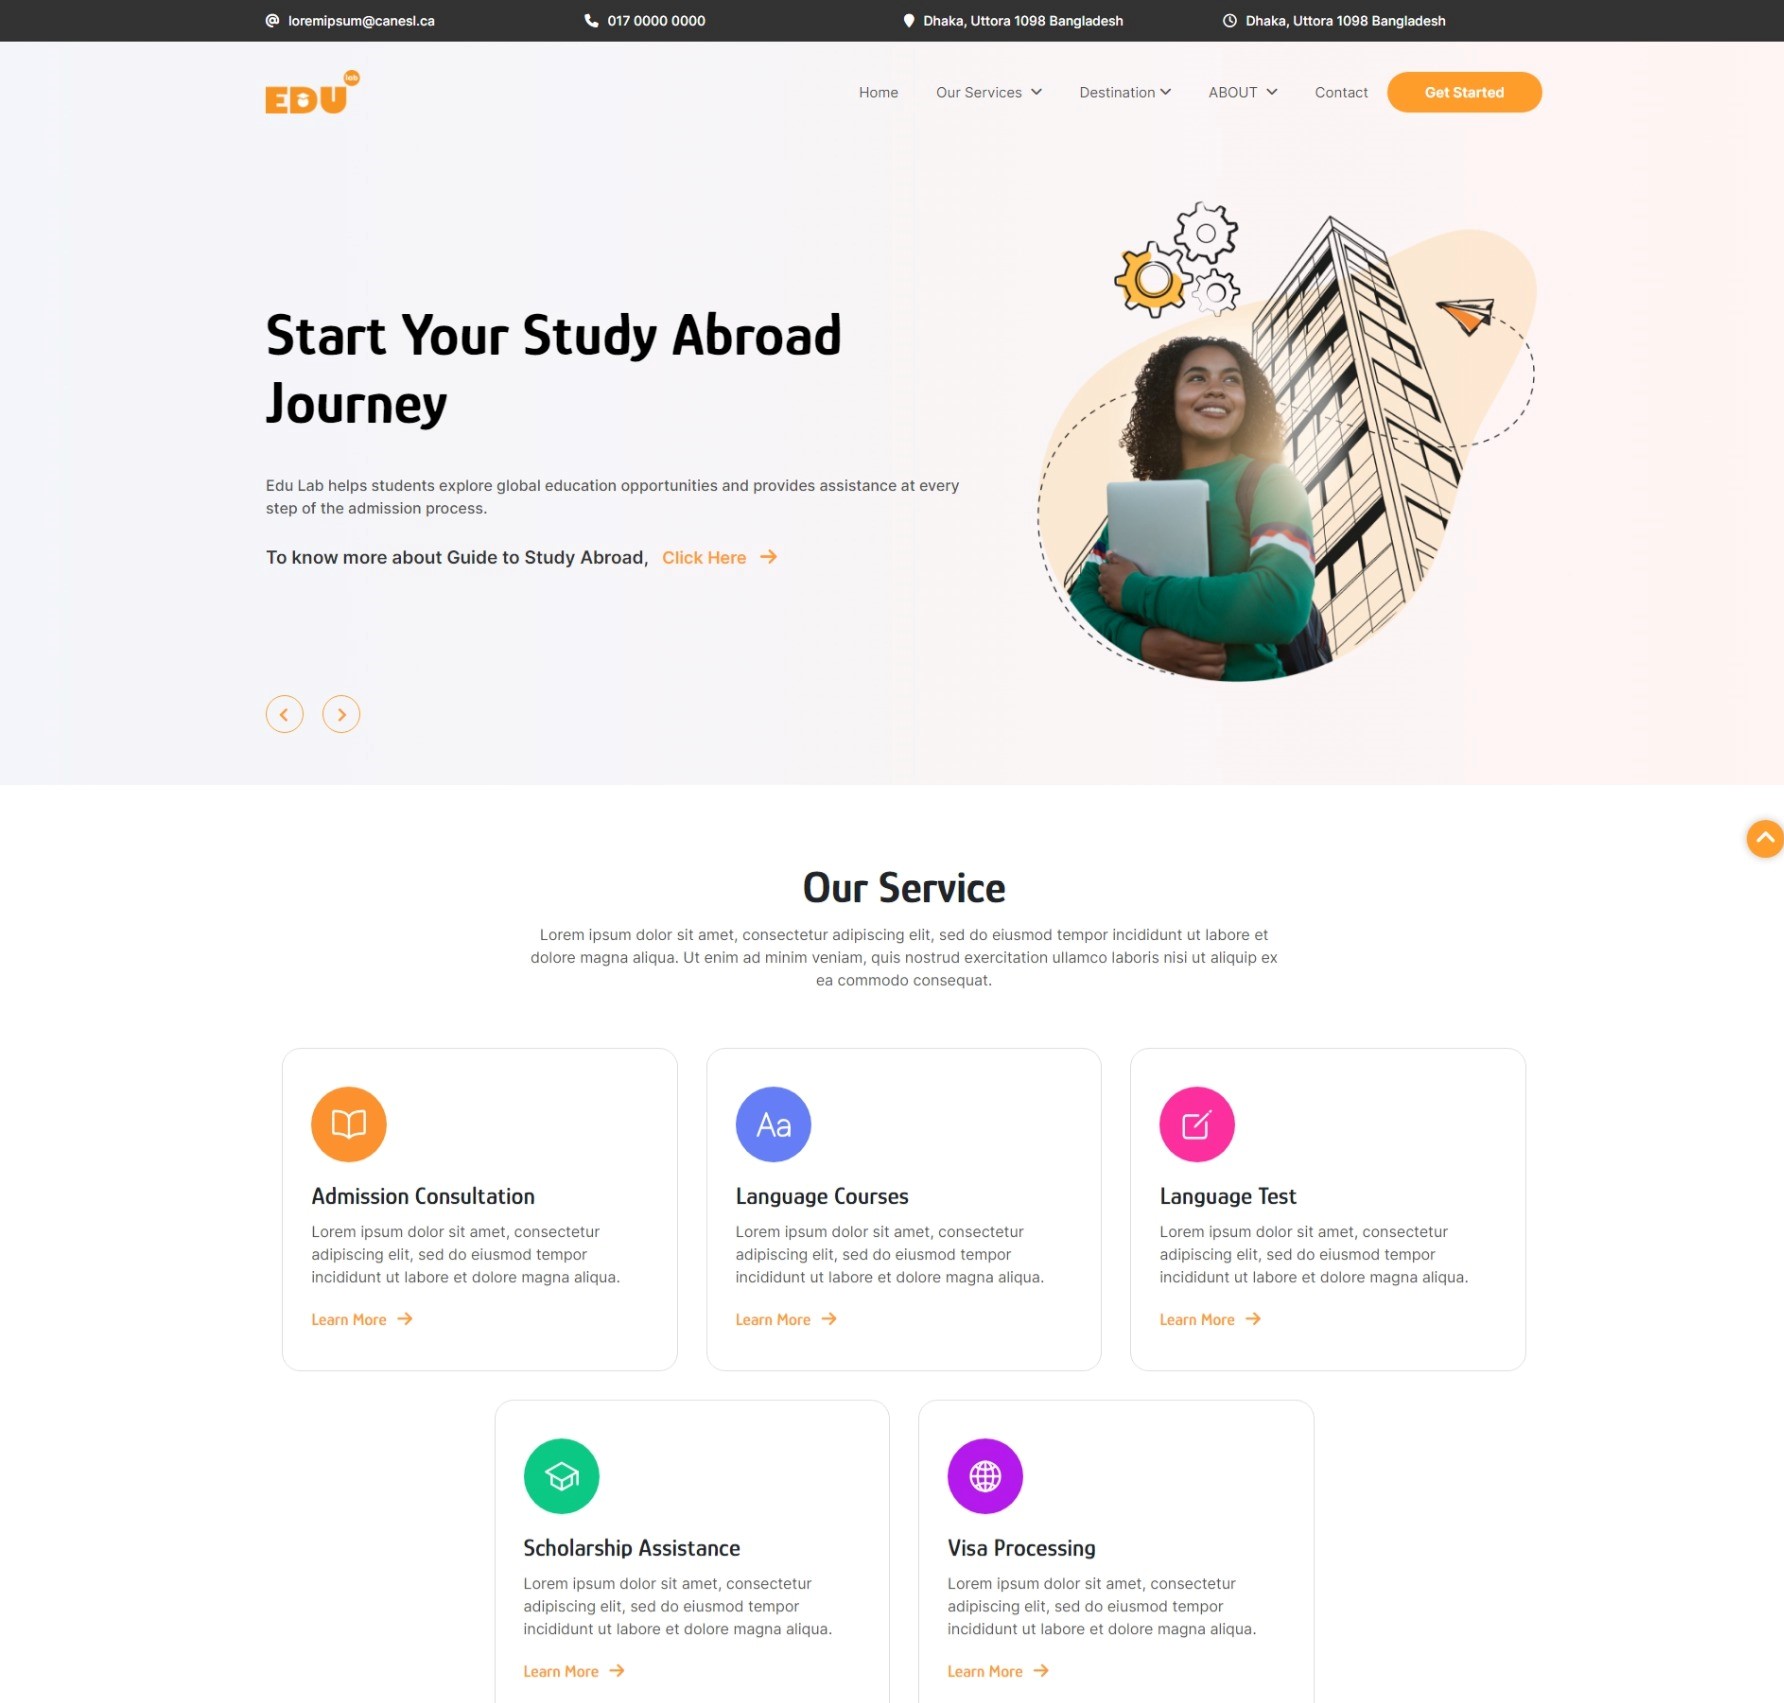 loremipsum@canesl.ca
017 0000 0000
Dhaka, Uttora 1098 Bangladesh
Dhaka, Uttora 1098 Bangladesh
EDU lab
Home
Our Services
Destination
ABOUT
Contact
Get Started
Start Your Study Abroad
Journey
Edu Lab helps students explore global education opportunities and provides assistance at every
step of the admission process.
To know more about Guide to Study Abroad, Click Here
Our Service
Lorem ipsum dolor sit amet, consectetur adipiscing elit, sed do eiusmod tempor incididunt ut labore et
dolore magna aliqua. Ut enim ad minim veniam, quis nostrud exercitation ullamco laboris nisi ut aliquip ex
ea commodo consequat.
Admission Consultation
Lorem ipsum dolor sit amet, consectetur
adipiscing elit, sed do eiusmod tempor
incididunt ut labore et dolore magna aliqua.
Learn More
Aa
Language Courses
Lorem ipsum dolor sit amet, consectetur
adipiscing elit, sed do eiusmod tempor
incididunt ut labore et dolore magna aliqua.
Learn More
Language Test
Lorem ipsum dolor sit amet, consectetur
adipiscing elit, sed do eiusmod tempor
incididunt ut labore et dolore magna aliqua.
Learn More
Scholarship Assistance
Lorem ipsum dolor sit amet, consectetur
adipiscing elit, sed do eiusmod tempor
incididunt ut labore et dolore magna aliqua.
Learn More
Visa Processing
Lorem ipsum dolor sit amet, consectetur
adipiscing elit, sed do eiusmod tempor
incididunt ut labore et dolore magna aliqua.
Learn More